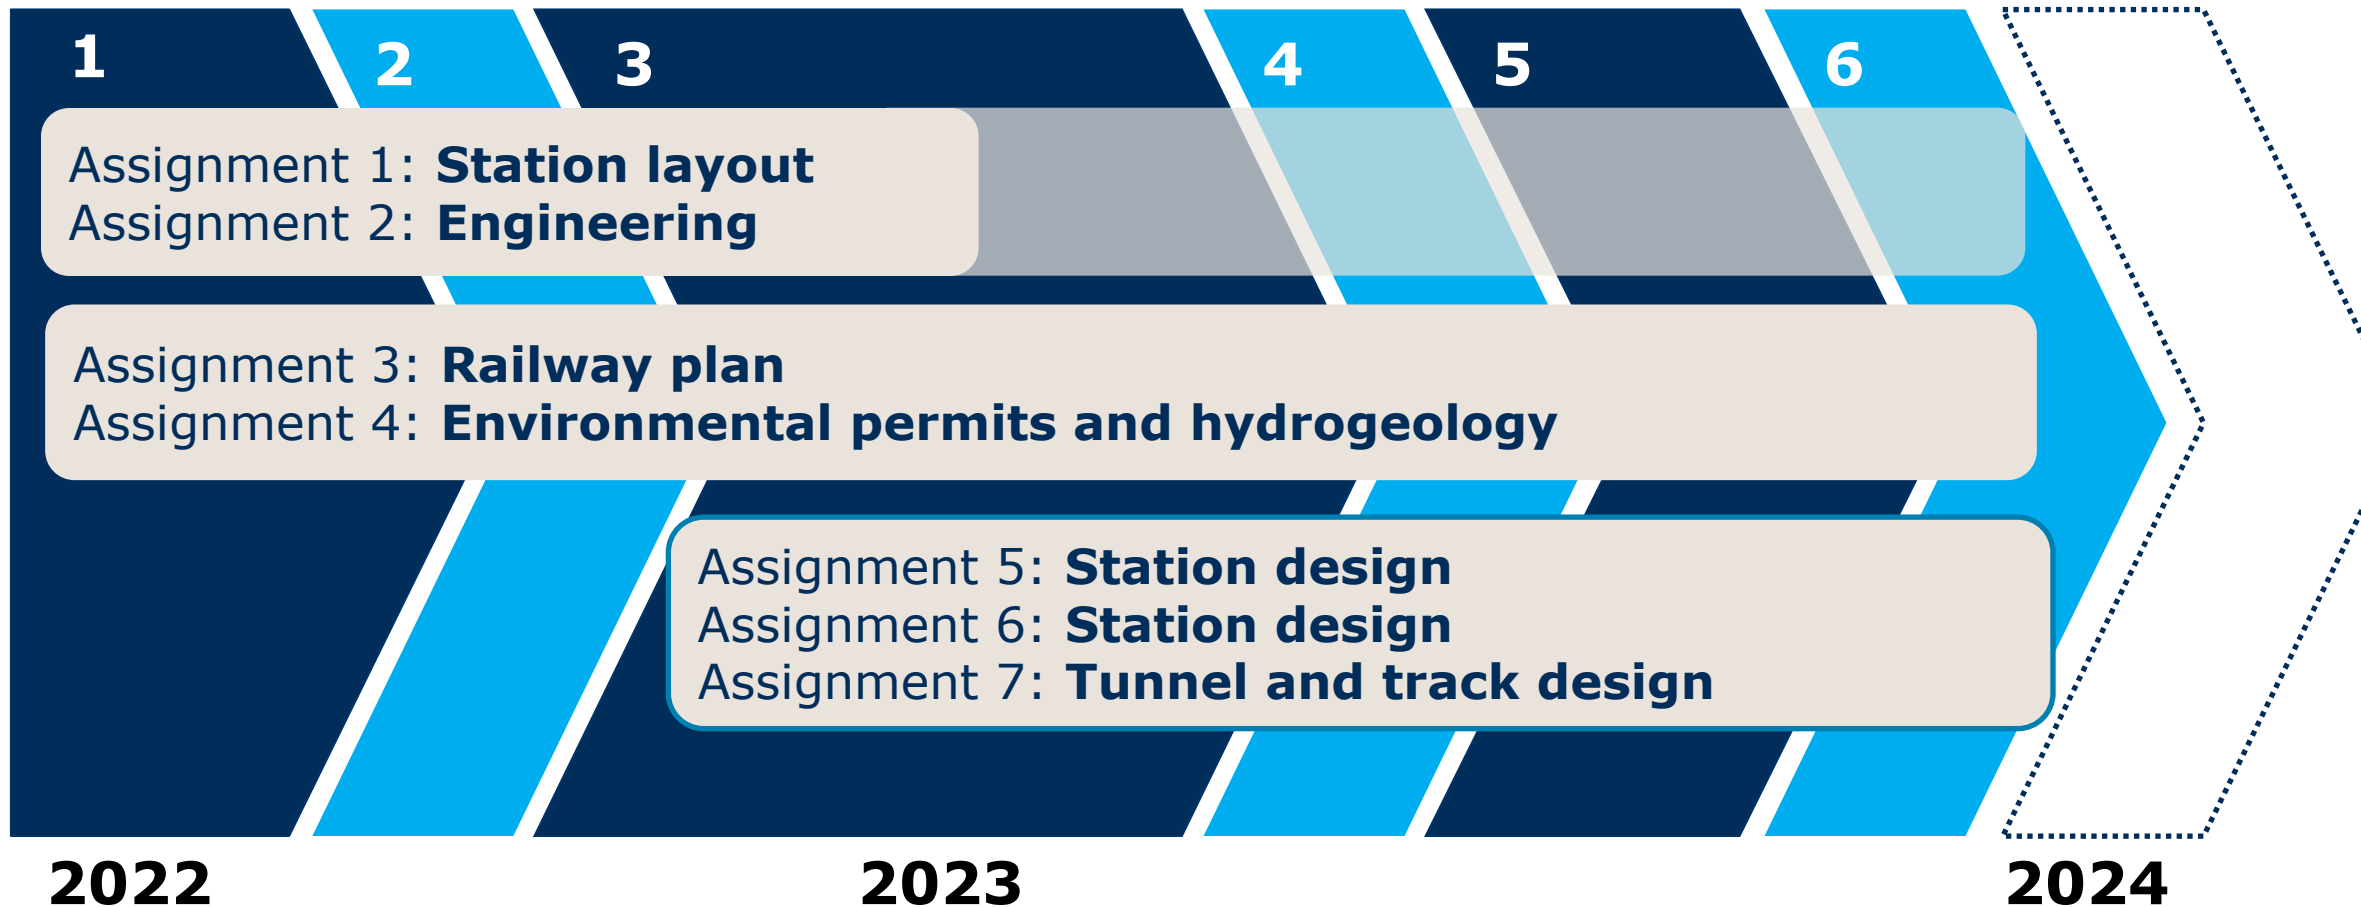 1
2
3
4
5
6
Assignment 1: Station layout
Assignment 2: Engineering
Assignment 3: Railway plan
Assignment 4: Environmental permits and hydrogeology
Assignment 5: Station design
Assignment 6: Station design
Assignment 7: Tunnel and track design
2022
2023
2024